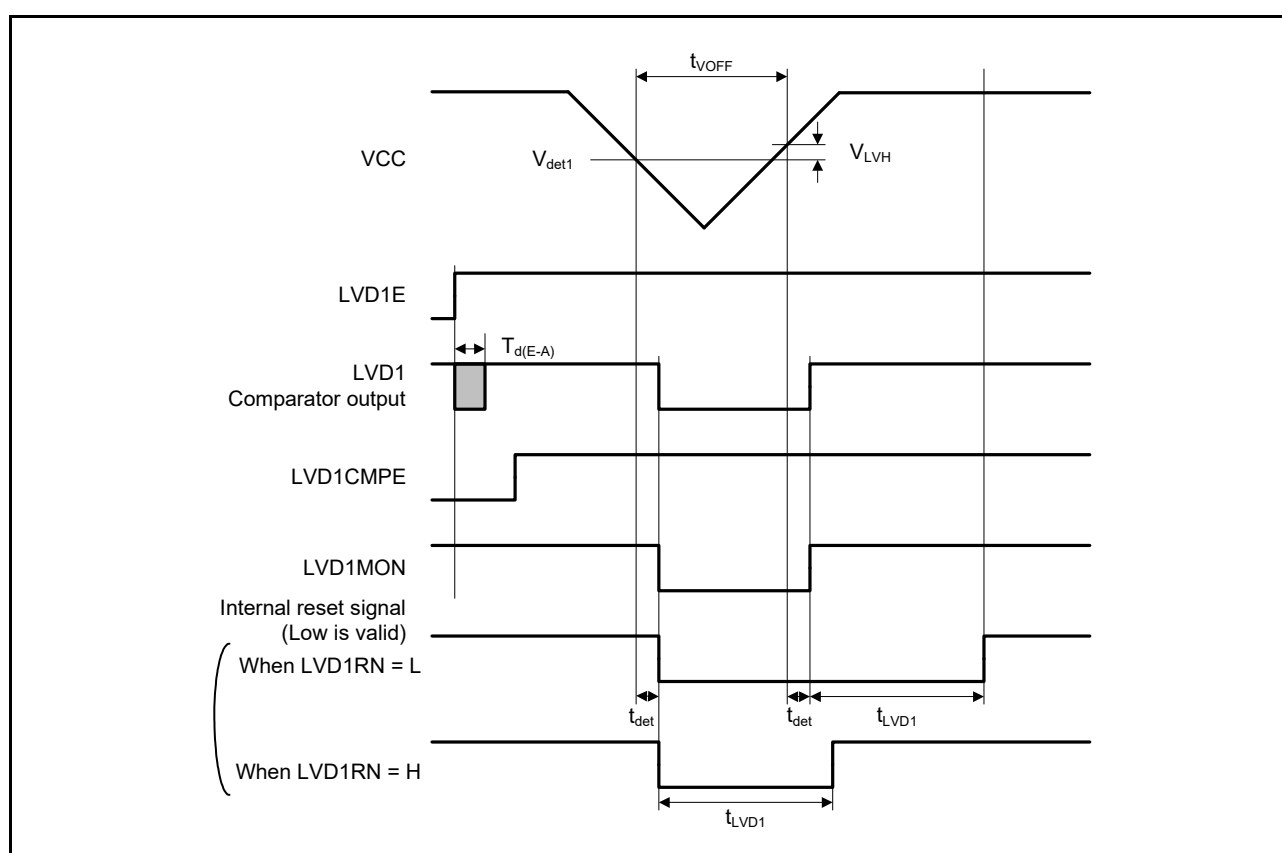 tVOFF
VCC
Vdet1
VLVH
LVD1E
Td(E-A)
LVD1
Comparator output
LVD1CMPE
LVD1MON
Internal reset signal
(Low is valid)
When LVD1RN = L
tdet
tdet
tLVD1
When LVD1RN = H
tLVD1